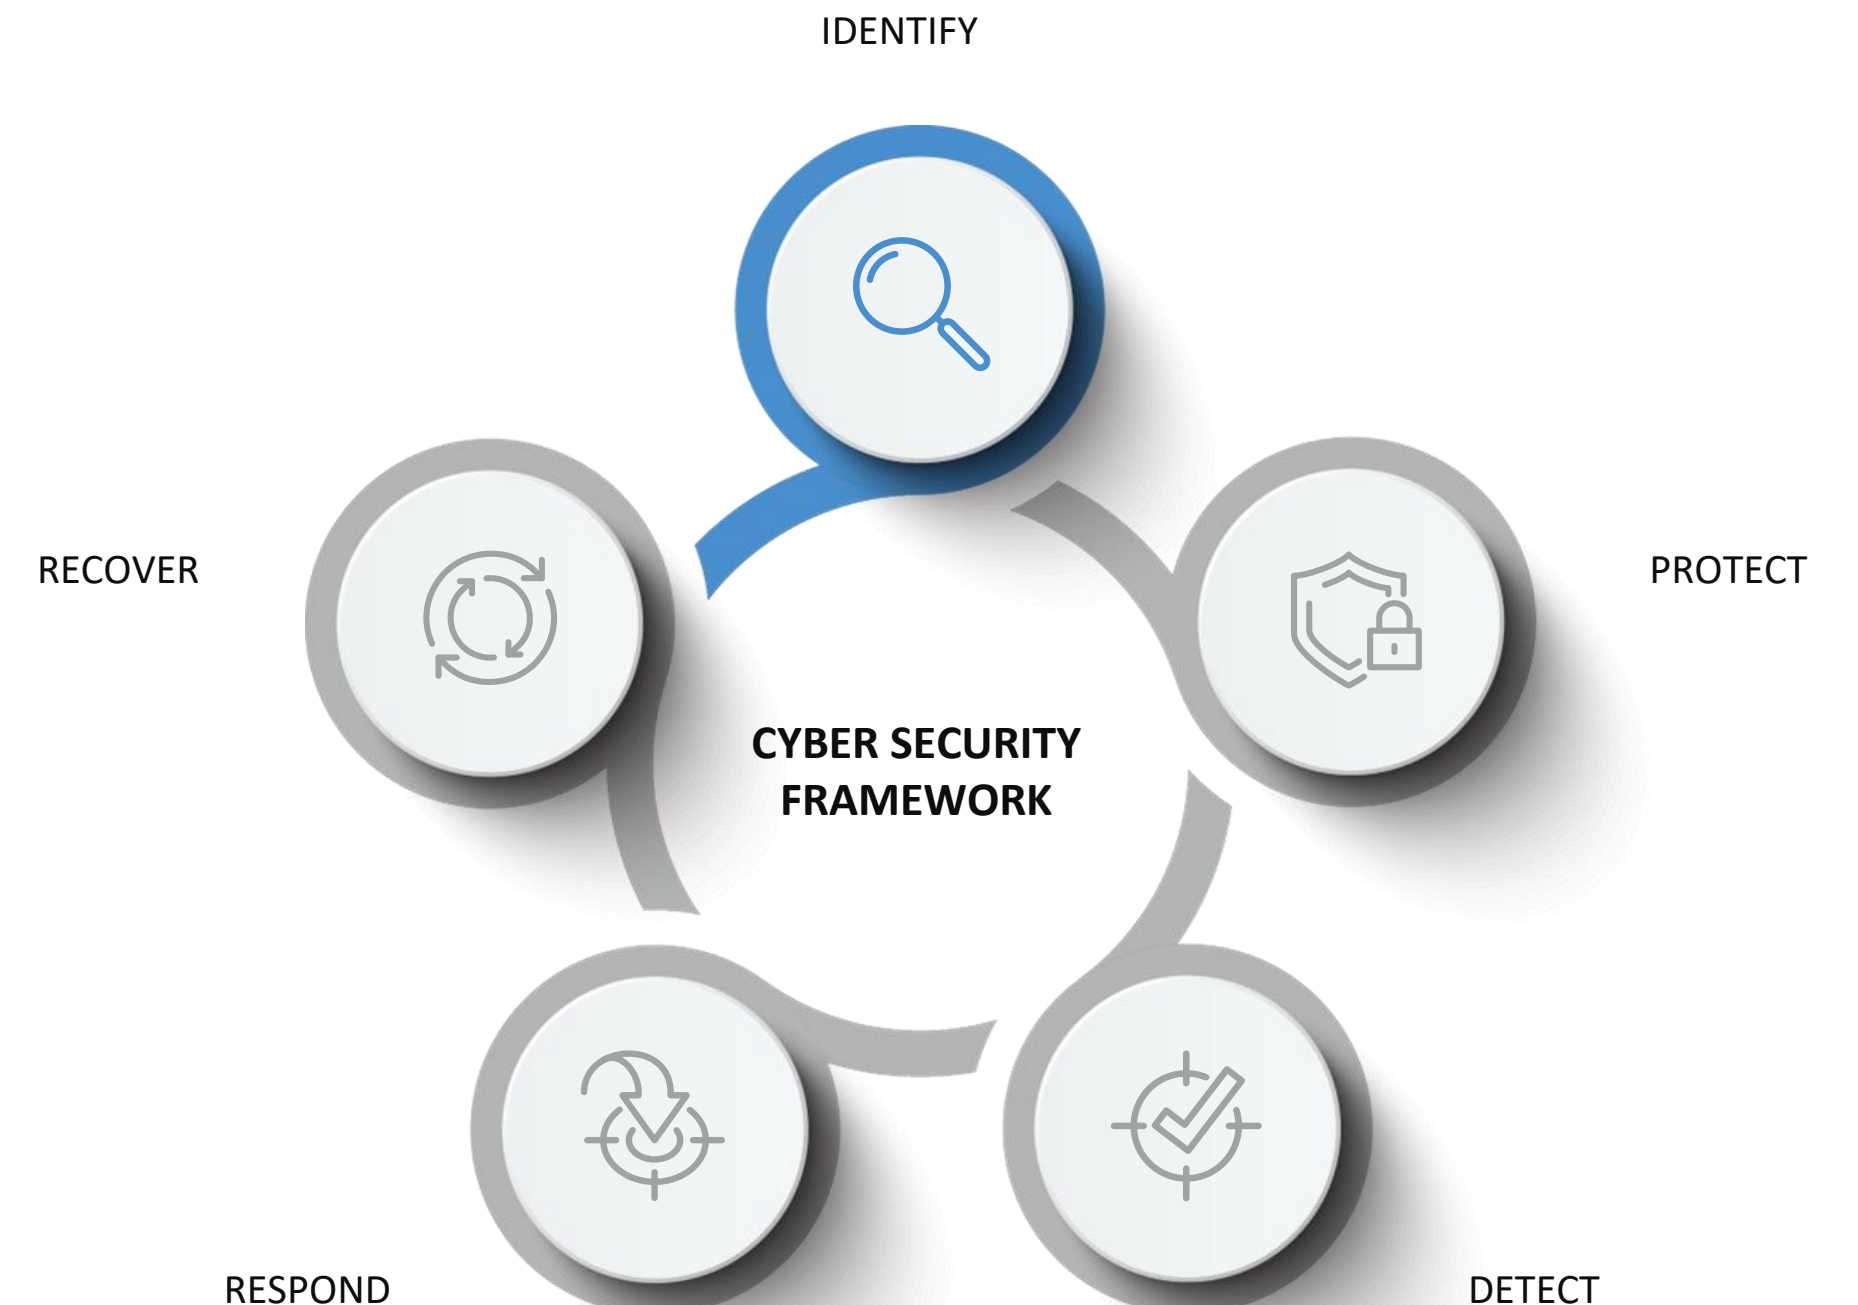 IDENTIFY
RECOVER
PROTECT
CYBER SECURITY
FRAMEWORK
RESPOND
DETECT